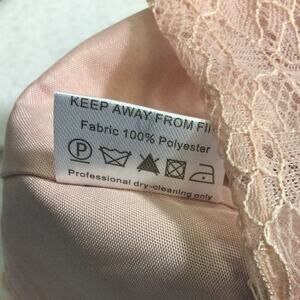 KEEP AWAY FROM
Fabric 100% Polyester
P
Professional dry-cleaning only